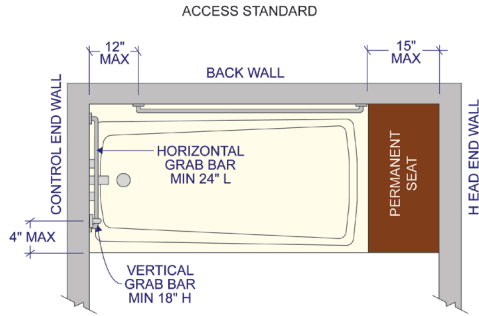 ACCESS STANDARD
12"
MAX
15"
MAX
BACK WALL
CONTROL END WALL
HORIZONTAL
GRAB BAR
MIN 24" L
PERMANENT
SEAT
H EAD END WALL
4" MAX
VERTICAL
GRAB BAR
MIN 18" H